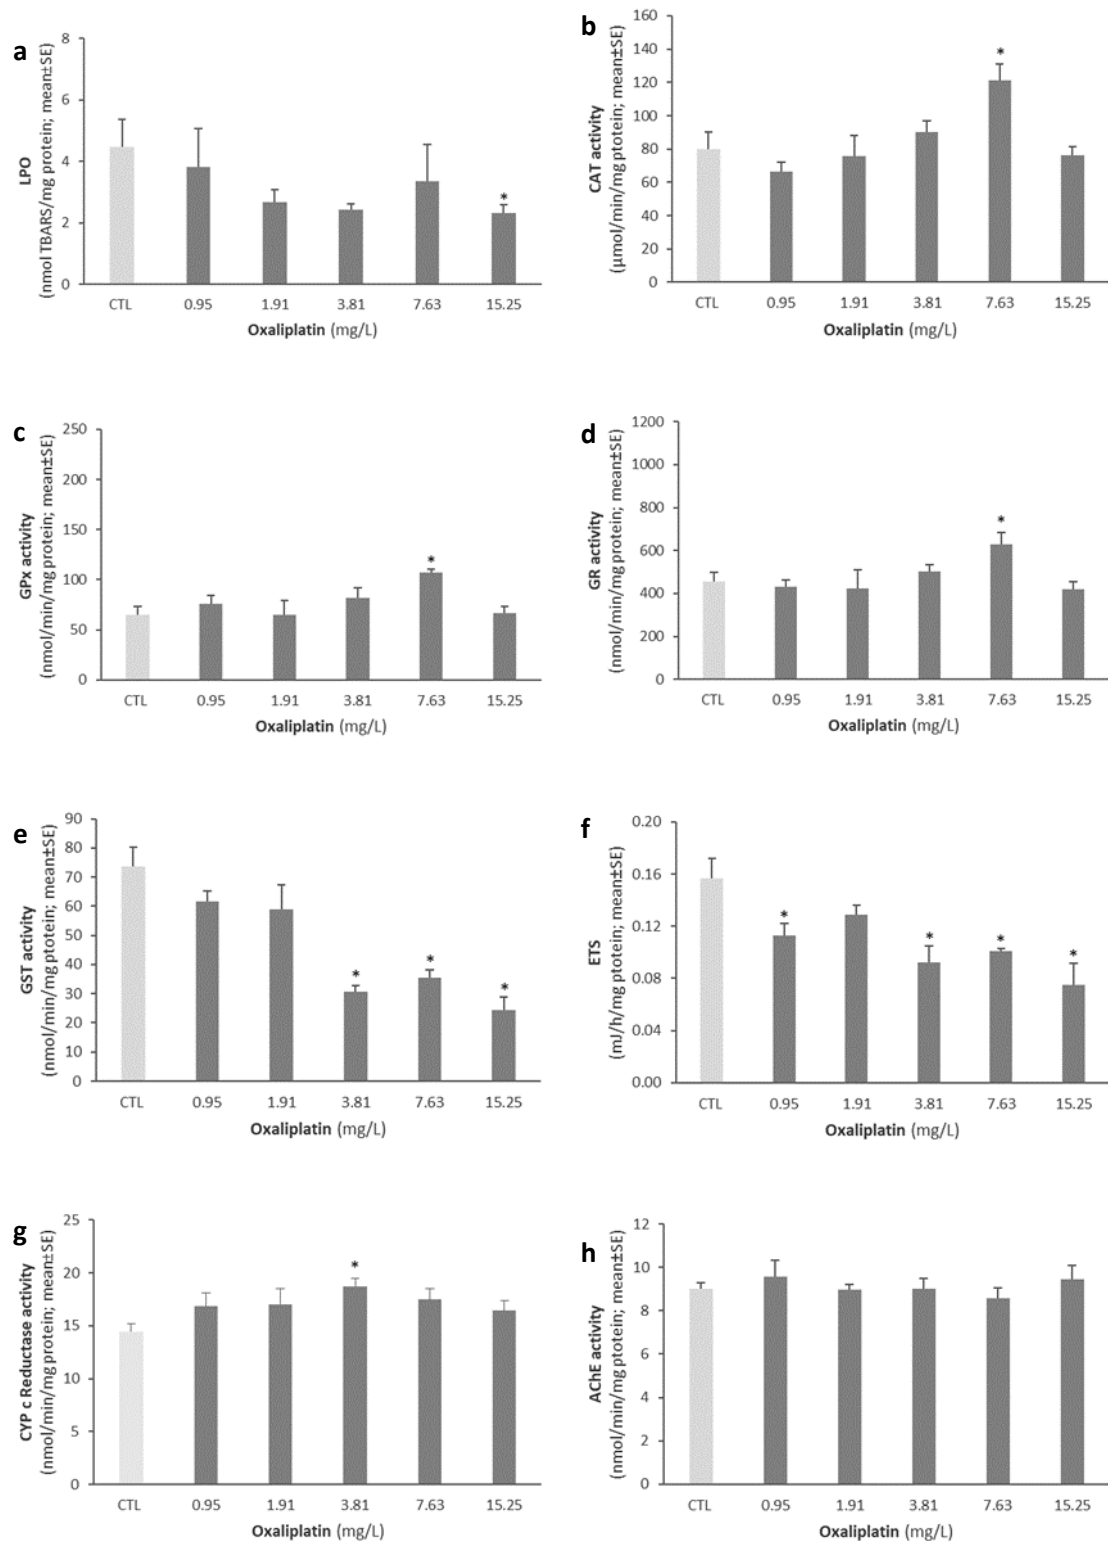 a
LPO
(nmol TBARS/mg protein; mean±SE)
8
6
4
2
0
*
CTL 0.95 1.91 3.81 7.63 15.25
Oxaliplatin (mg/L)
b
CAT activity
(µmol/min/mg ptotein; mean±SE)
160
140
120
100
80
60
40
20
0
*
CTL 0.95 1.91 3.81 7.63 15.25
Oxaliplatin (mg/L)
c
GPx activity
(nmol/min/mg protein; mean±SE)
250
200
150
100
50
0
*
CTL 0.95 1.91 3.81 7.63 15.25
Oxaliplatin (mg/L)
d
GR activity
(nmol/min/mg protein; mean±SE)
1200
1000
800
600
400
200
0
*
CTL 0.95 1.91 3.81 7.63 15.25
Oxaliplatin (mg/L)
e
GST activity
(nmol/min/mg ptotein; mean±SE)
90
80
70
60
50
40
30
20
10
0
* * *
CTL 0.95 1.91 3.81 7.63 15.25
Oxaliplatin (mg/L)
f
ETS
(mJ/h/mg ptotein; mean±SE)
0.20
0.16
0.12
0.08
0.04
0.00
* * * *
CTL 0.95 1.91 3.81 7.63 15.25
Oxaliplatin (mg/L)
g
CYP c Reductase activity
(nmol/min/mg protein; mean±SE)
25
20
15
10
5
0
*
CTL 0.95 1.91 3.81 7.63 15.25
Oxaliplatin (mg/L)
h
AChE activity
(nmol/min/mg ptotein; mean±SE)
12
10
8
6
4
2
0
CTL 0.95 1.91 3.81 7.63 15.25
Oxaliplatin (mg/L)